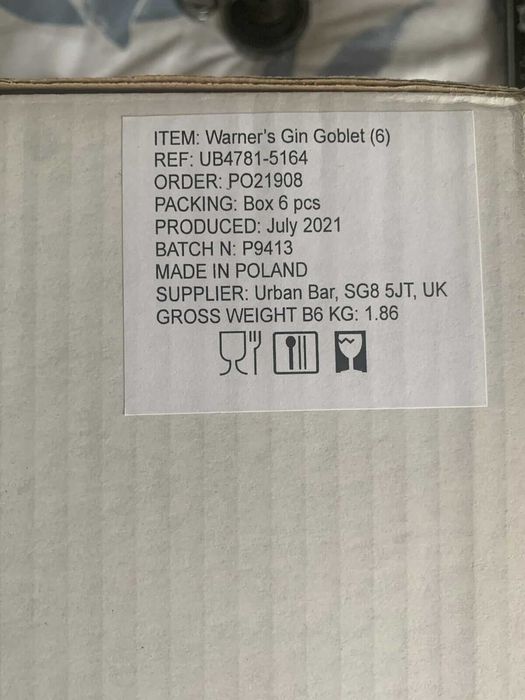 ITEM: Warner's Gin Goblet (6)
REF: UB4781-5164
ORDER: PO21908
PACKING: Box 6 pcs
PRODUCED: July 2021
BATCH N: P9413
MADE IN POLAND
SUPPLIER: Urban Bar, SG8 5JT, UK
GROSS WEIGHT B6 KG: 1.86